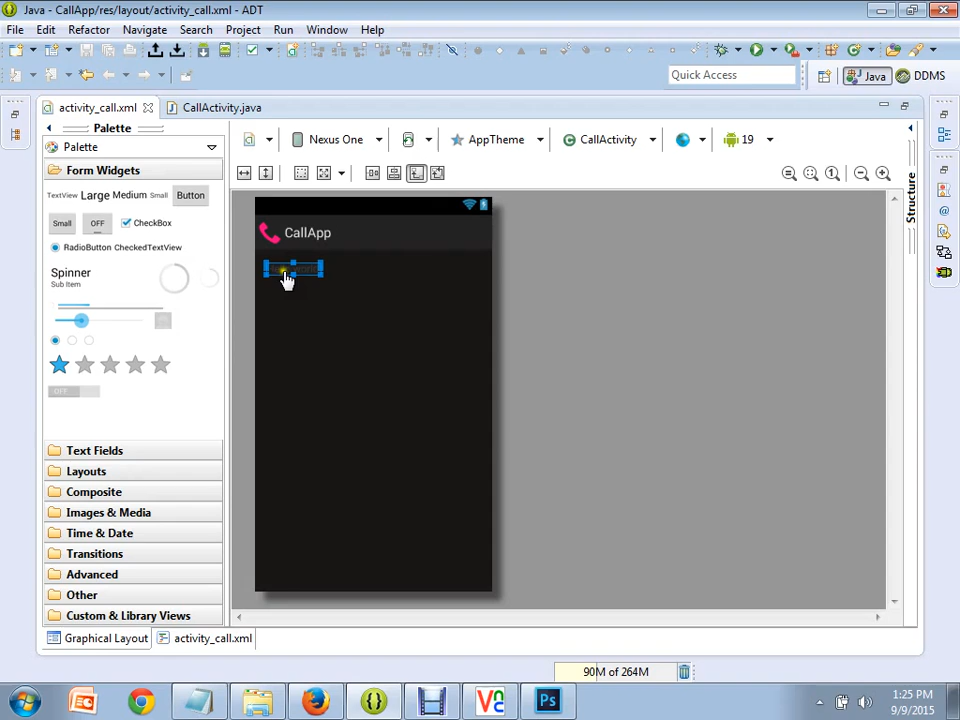 Java - CallApp/res/layout/activity_call.xml - ADT
File Edit Refactor Navigate Search Project Run Window Help
Quick Access
Java
DDMS
activity_call.xml
CallActivity.java
Palette
Nexus One
AppTheme
CallActivity
19
Palette
Form Widgets
TextView Large Medium Small Button
Small OFF CheckBox
RadioButton CheckedTextView
Spinner
Sub Item
OFF
Text Fields
Layouts
Composite
Images & Media
Time & Date
Transitions
Advanced
Other
Custom & Library Views
CallApp
Structure
Graphical Layout
activity_call.xml
90M of 264M
1:25 PM
9/9/2015